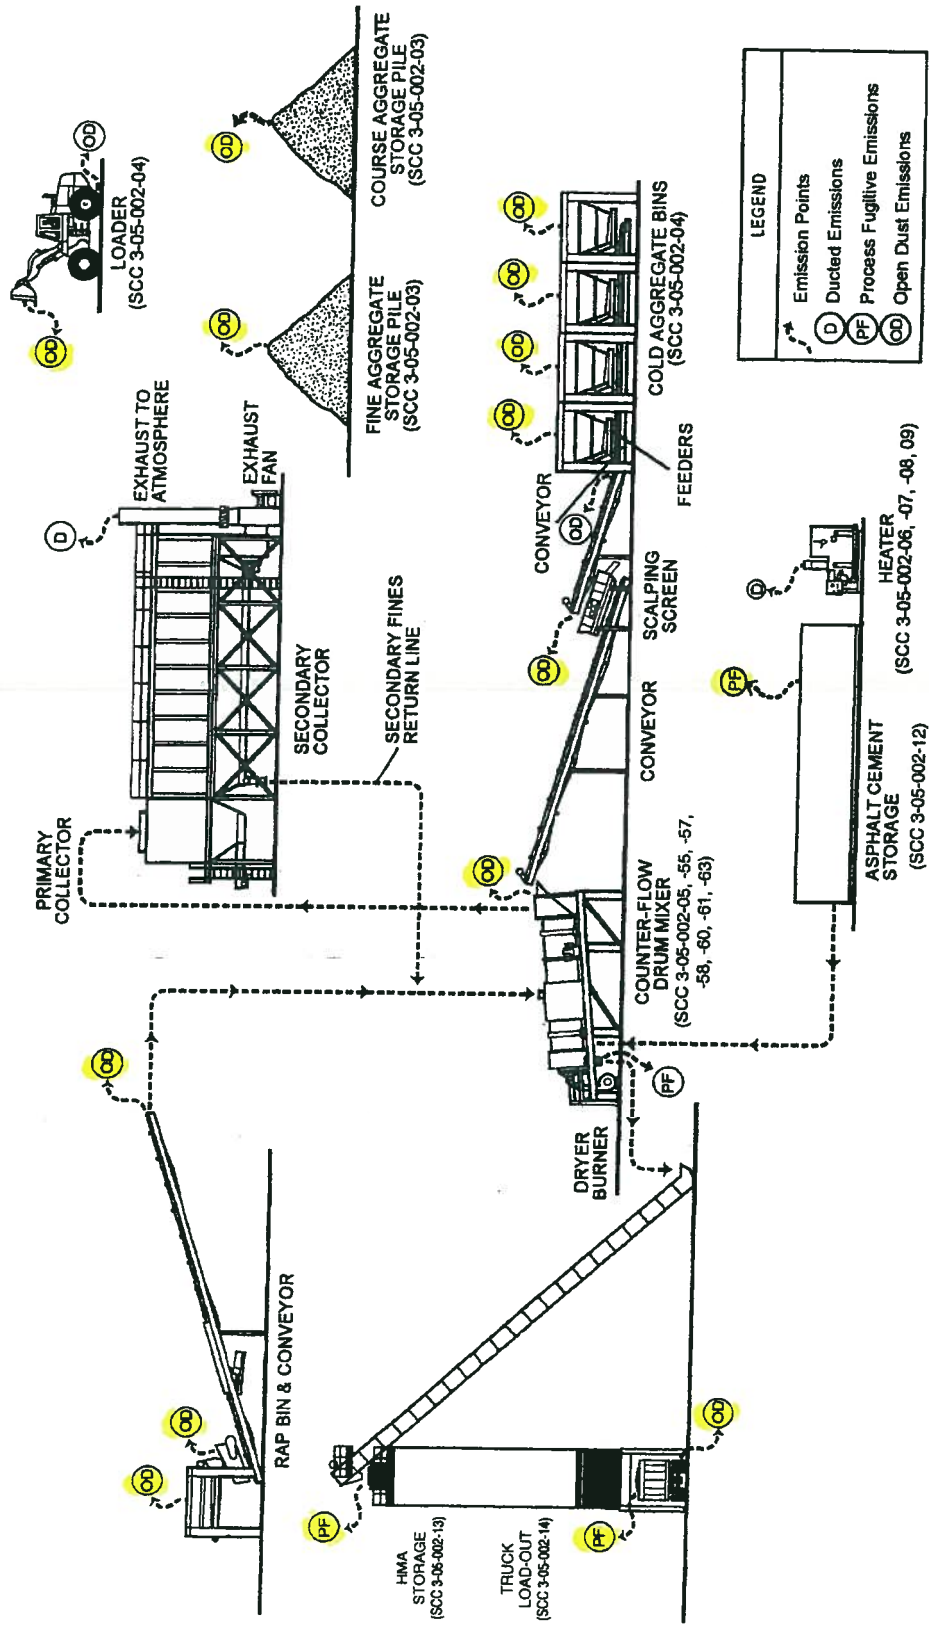 LOADER
(SCC 3-05-002-04)
OD
OD
FINE AGGREGATE
STORAGE PILE
(SCC 3-05-002-03)
OD
COURSE AGGREGATE
STORAGE PILE
(SCC 3-05-002-03)
OD
EXHAUST TO
ATMOSPHERE
D
EXHAUST
FAN
SECONDARY
COLLECTOR
PRIMARY
COLLECTOR
SECONDARY FINES
RETURN LINE
OD
OD
OD
RAP BIN & CONVEYOR
OD
OD
OD
OD
COLD AGGREGATE BINS
(SCC 3-05-002-04)
FEEDERS
CONVEYOR
OD
SCALPING
SCREEN
OD
CONVEYOR
OD
COUNTER-FLOW
DRUM MIXER
(SCC 3-05-002-05, -55, -57,
-58, -60, -61, -63)
DRYER
BURNER
PF
PF
HMA
STORAGE
(SCC 3-05-002-13)
TRUCK
LOAD-OUT
(SCC 3-05-002-14)
PF
OD
PF
ASPHALT CEMENT
STORAGE
(SCC 3-05-002-12)
D
HEATER
(SCC 3-05-002-06, -07, -08, 09)
LEGEND
Emission Points
D Ducted Emissions
PF Process Fugitive Emissions
OD Open Dust Emissions